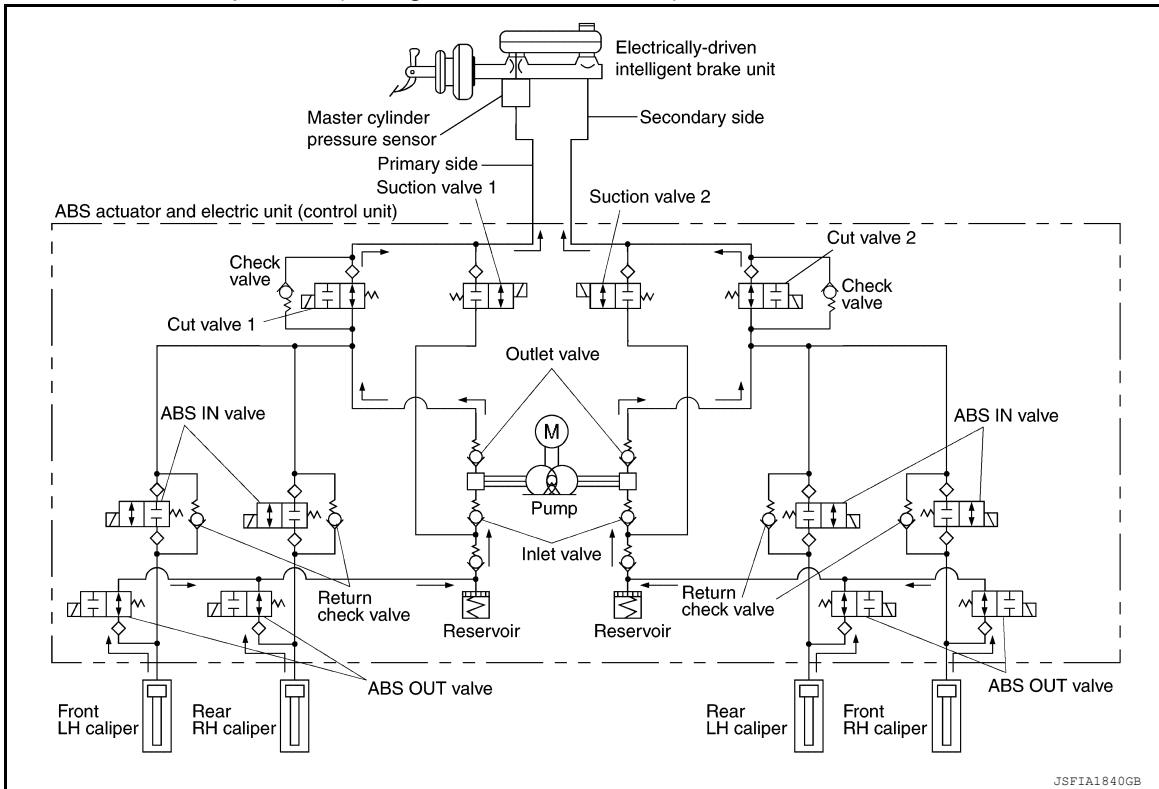 Electrically-driven
intelligent brake unit
Master cylinder
pressure sensor
Secondary side
Primary side
Suction valve 1
Suction valve 2
ABS actuator and electric unit (control unit)
Cut valve 2
Check
valve
Check
valve
Cut valve 1
Outlet valve
ABS IN valve
ABS IN valve
M
Pump
Inlet valve
Return
check valve
Return
check valve
Reservoir
Reservoir
ABS OUT valve
ABS OUT valve
Front
LH caliper
Rear
RH caliper
Rear
LH caliper
Front
RH caliper
JSFIA1840GB